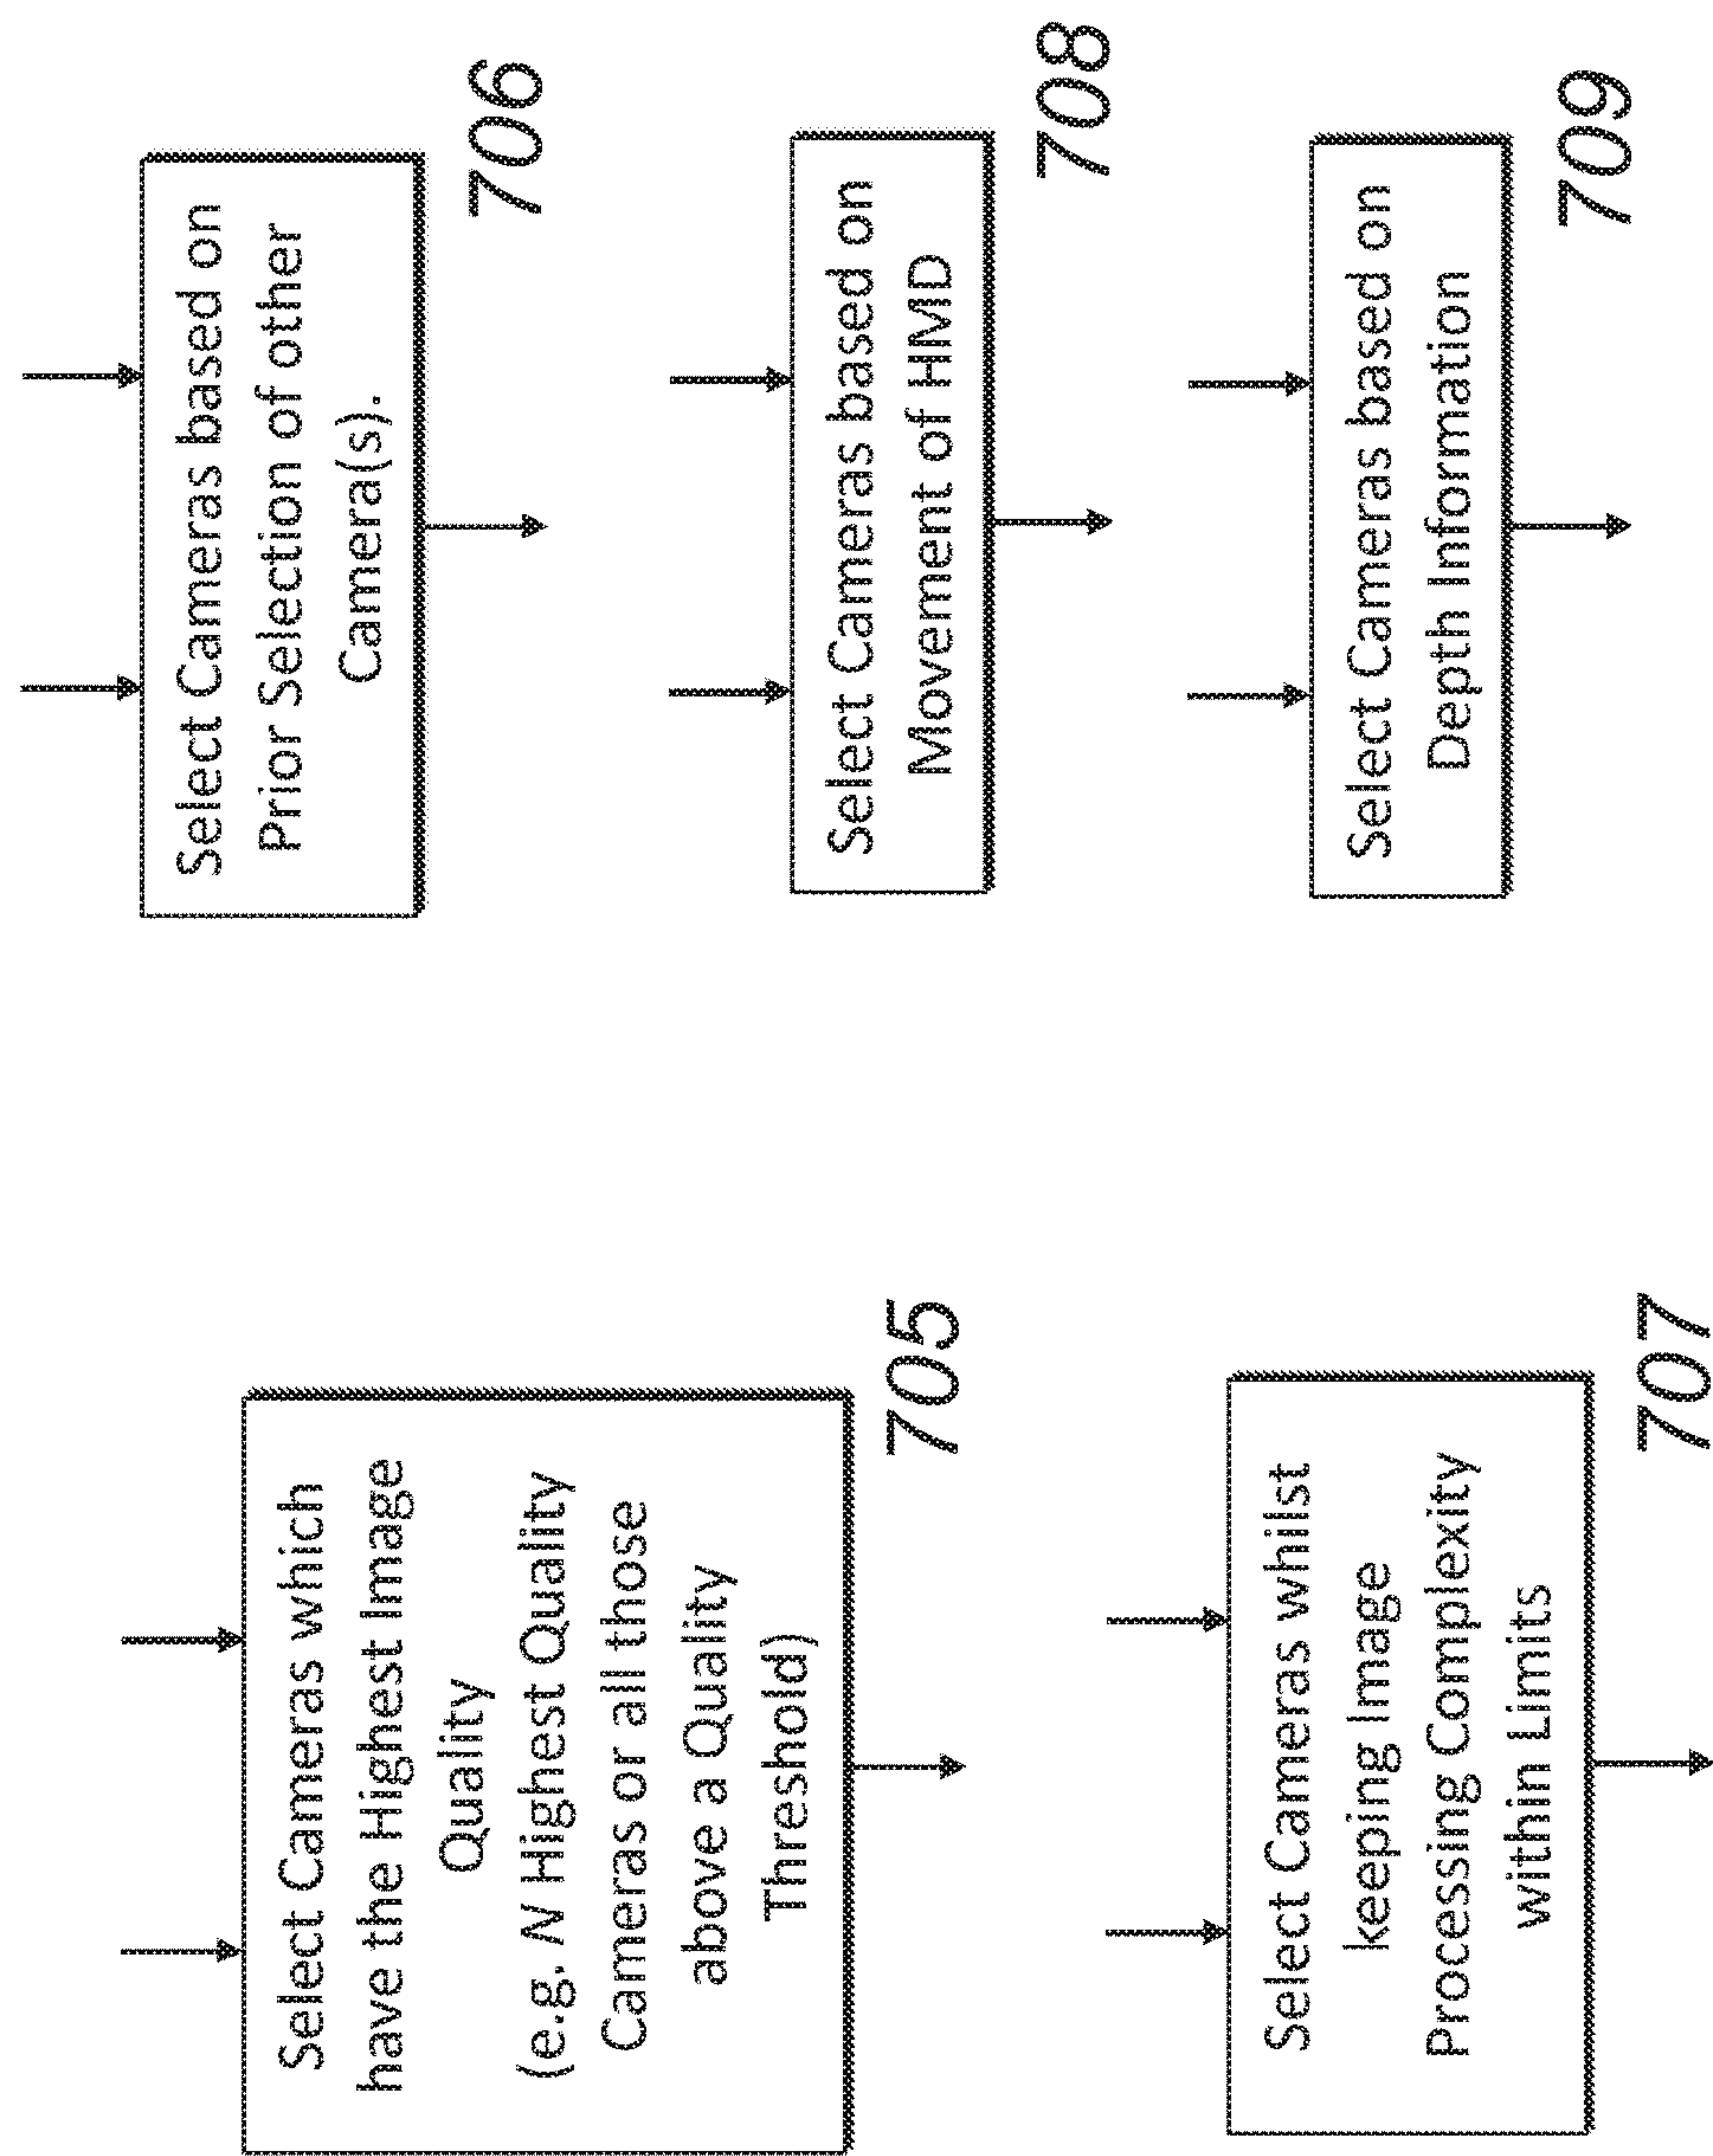 Select Cameras which
have the Highest Image
Quality
(e.g. N Highest Quality
Cameras or all those
above a Quality
Threshold)
705
Select Cameras whilst
keeping Image
Processing Complexity
within Limits
707
Select Cameras based on
Prior Selection of other
Camera(s).
706
Select Cameras based on
Movement of HMD
708
Select Cameras based on
Depth Information
709